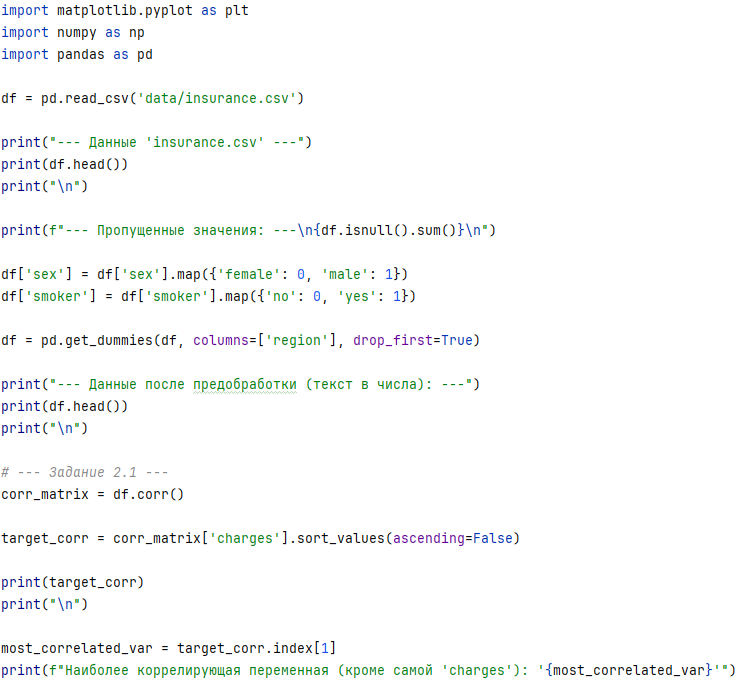 import matplotlib.pyplot as plt
import numpy as np
import pandas as pd
df = pd.read_csv('data/insurance.csv')
print("--- Данные 'insurance.csv' ---")
print(df.head())
print("\n")
print(f"--- Пропущенные значения: ---\n{df.isnull().sum()}\n")
df['sex'] = df['sex'].map({'female': 0, 'male': 1})
df['smoker'] = df['smoker'].map({'no': 0, 'yes': 1})
df = pd.get_dummies(df, columns=['region'], drop_first=True)
print("--- Данные после предобработки (текст в числа): ---")
print(df.head())
print("\n")
# --- Задание 2.1 ---
corr_matrix = df.corr()
target_corr = corr_matrix['charges'].sort_values(ascending=False)
print(target_corr)
print("\n")
most_correlated_var = target_corr.index[1]
print(f"Наиболее коррелирующая переменная (кроме самой 'charges'): '{most_correlated_var}'")